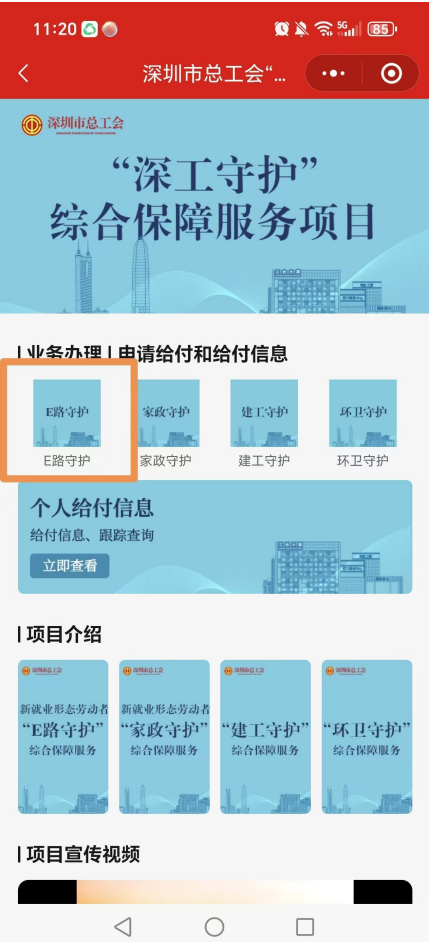 11:20
5G
85
深圳市总工会“...
深圳市总工会
“深工守护”
综合保障服务项目
业务办理 | 申请给付和给付信息
E路守护 家政守护 建工守护 环卫守护
E路守护 家政守护 建工守护 环卫守护
个人给付信息
给付信息、跟踪查询
立即查看
项目介绍
深圳市总工会 深圳市总工会 深圳市总工会 深圳市总工会
新就业形态劳动者 新就业形态劳动者
“E路守护” “家政守护” “建工守护” “环卫守护”
综合保障服务 综合保障服务 综合保障服务 综合保障服务
项目宣传视频